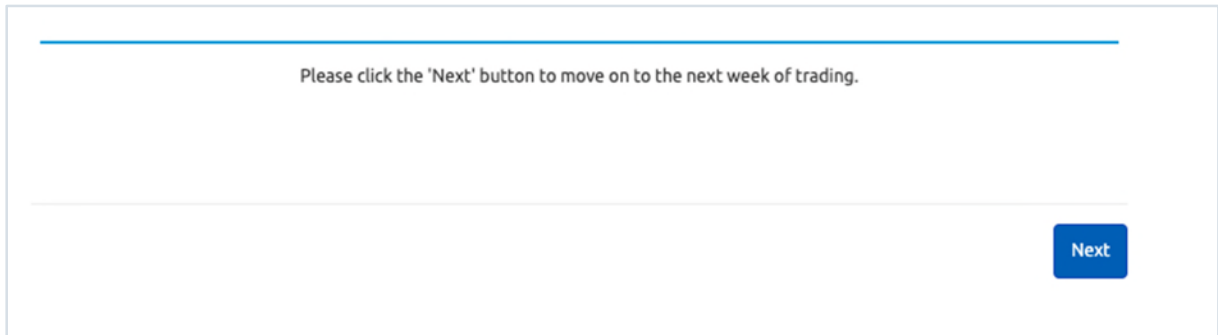 Please click the 'Next' button to move on to the next week of trading.
Next